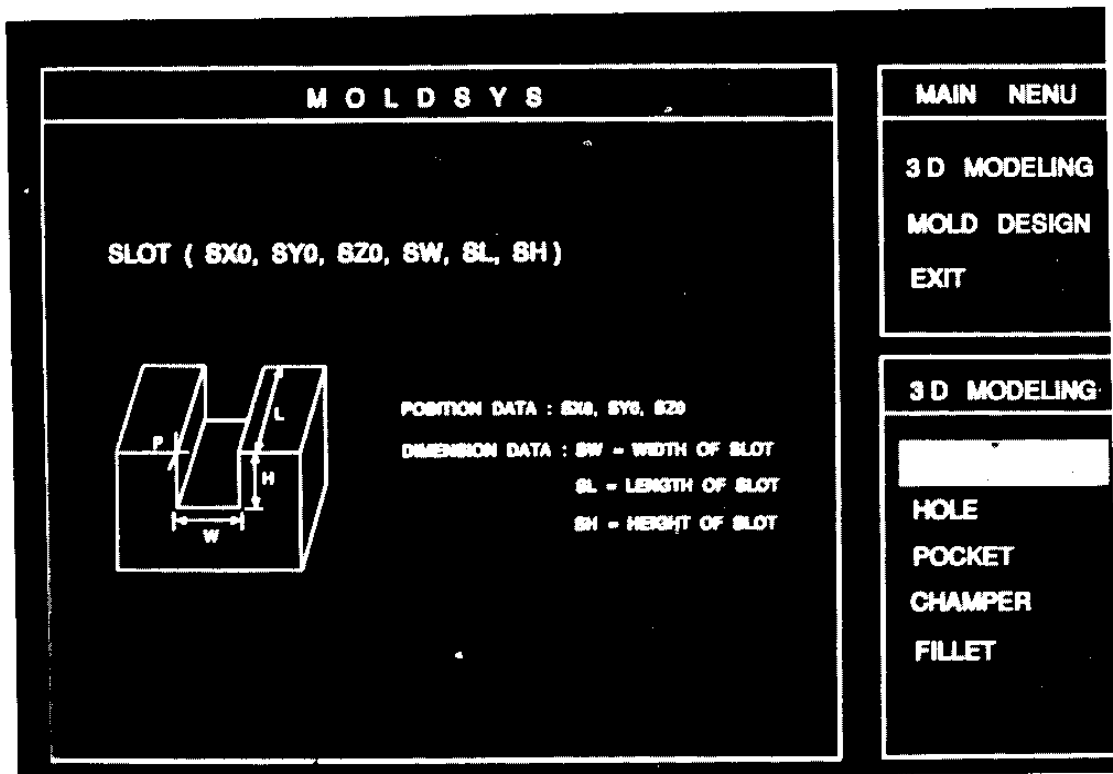 M O L D S Y S
SLOT ( SX0, SY0, SZ0, SW, SL, SH )
P
L
H
W
POSITION DATA : SX0, SY0, SZ0
DIMENSION DATA : SW = WIDTH OF SLOT
SL = LENGTH OF SLOT
SH = HEIGHT OF SLOT
MAIN NENU
3 D MODELING
MOLD DESIGN
EXIT
3 D MODELING
HOLE
POCKET
CHAMPER
FILLET